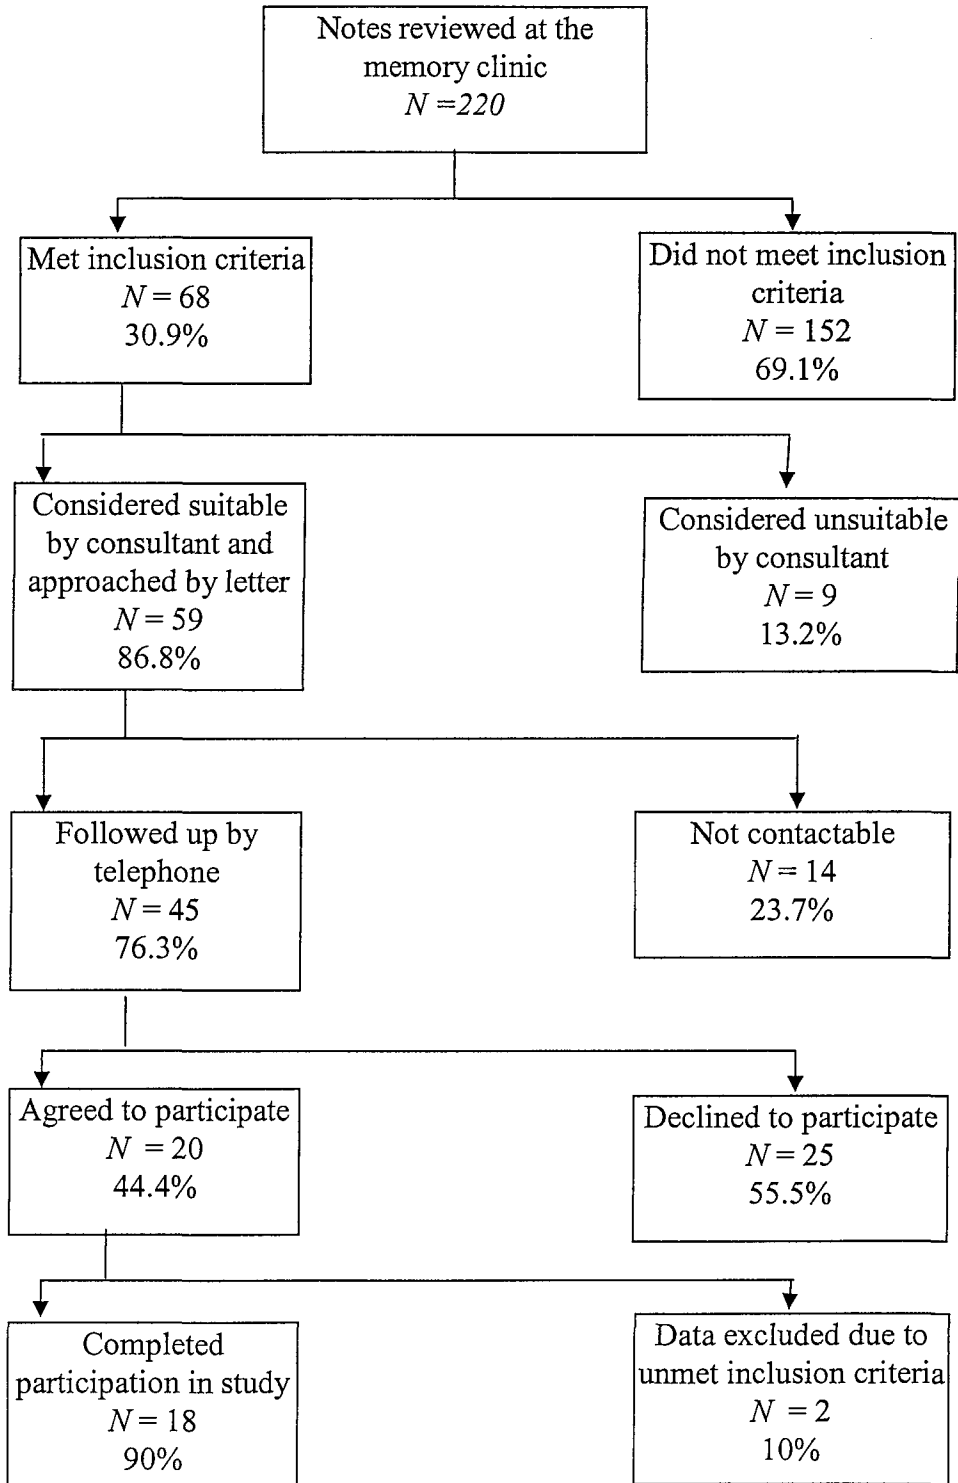 Notes reviewed at the
memory clinic
N =220
Met inclusion criteria
N = 68
30.9%
Did not meet inclusion
criteria
N = 152
69.1%
Considered suitable
by consultant and
approached by letter
N = 59
86.8%
Considered unsuitable
by consultant
N = 9
13.2%
Followed up by
telephone
N = 45
76.3%
Not contactable
N = 14
23.7%
Agreed to participate
N = 20
44.4%
Declined to participate
N = 25
55.5%
Completed
participation in study
N = 18
90%
Data excluded due to
unmet inclusion criteria
N = 2
10%